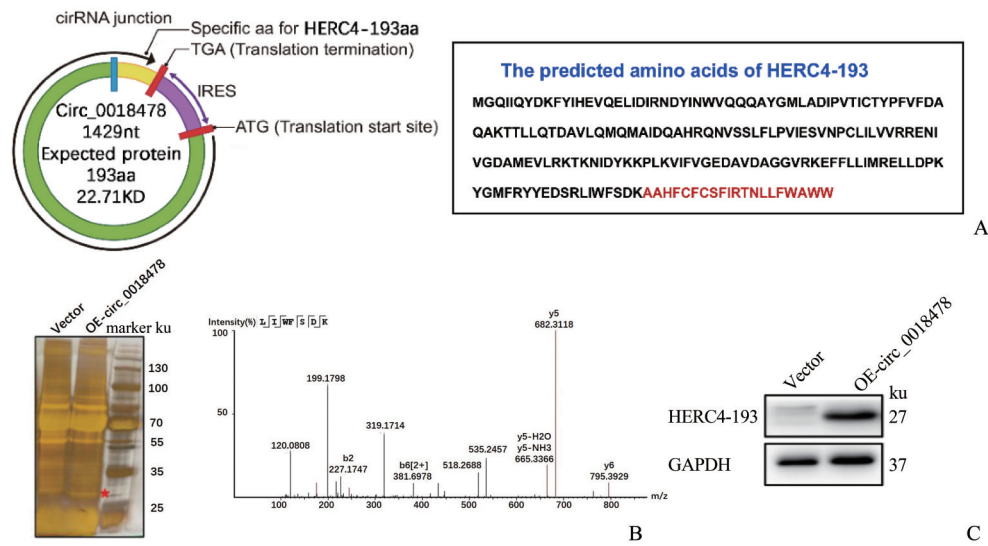 cirRNA junction
Specific aa for HERC4-193aa
TGA (Translation termination)
IRES
ATG (Translation start site)
Circ_0018478
1429nt
Expected protein
193aa
22.71KD
The predicted amino acids of HERC4-193
MGQIIQYDKFYIHEVQELIDIRNDYINWVQQQAYGMLADIPVTICTYPFVFDA
QAKTTLLQTDAVLQMQMAIDQAHRQNVSSLFLPVIESVNPCLILVVRRENI
VGDAMEVLRKTKNIDYKKPLKVIFVGEDAVDAGGVRKEFFLLIMRELLDPK
YGMFRYYEDSRLIWFSDKAAHFCFCSFIRTNLLFWAWW
A
Vector
OE-circ_0018478
marker ku
130
100
70
55
35
*
25
Intensity(%)
L I WF S D K
100
50
120.0808
199.1798
b2
227.1747
319.1714
b6[2+]
381.6978
518.2688
535.2457
y5-H2O
y5-NH3
665.3366
y5
682.3118
y6
795.3929
100 200 300 400 500 600 700 800 m/z
B
Vector
OE-circ_0018478
ku
HERC4-193
27
GAPDH
37
C